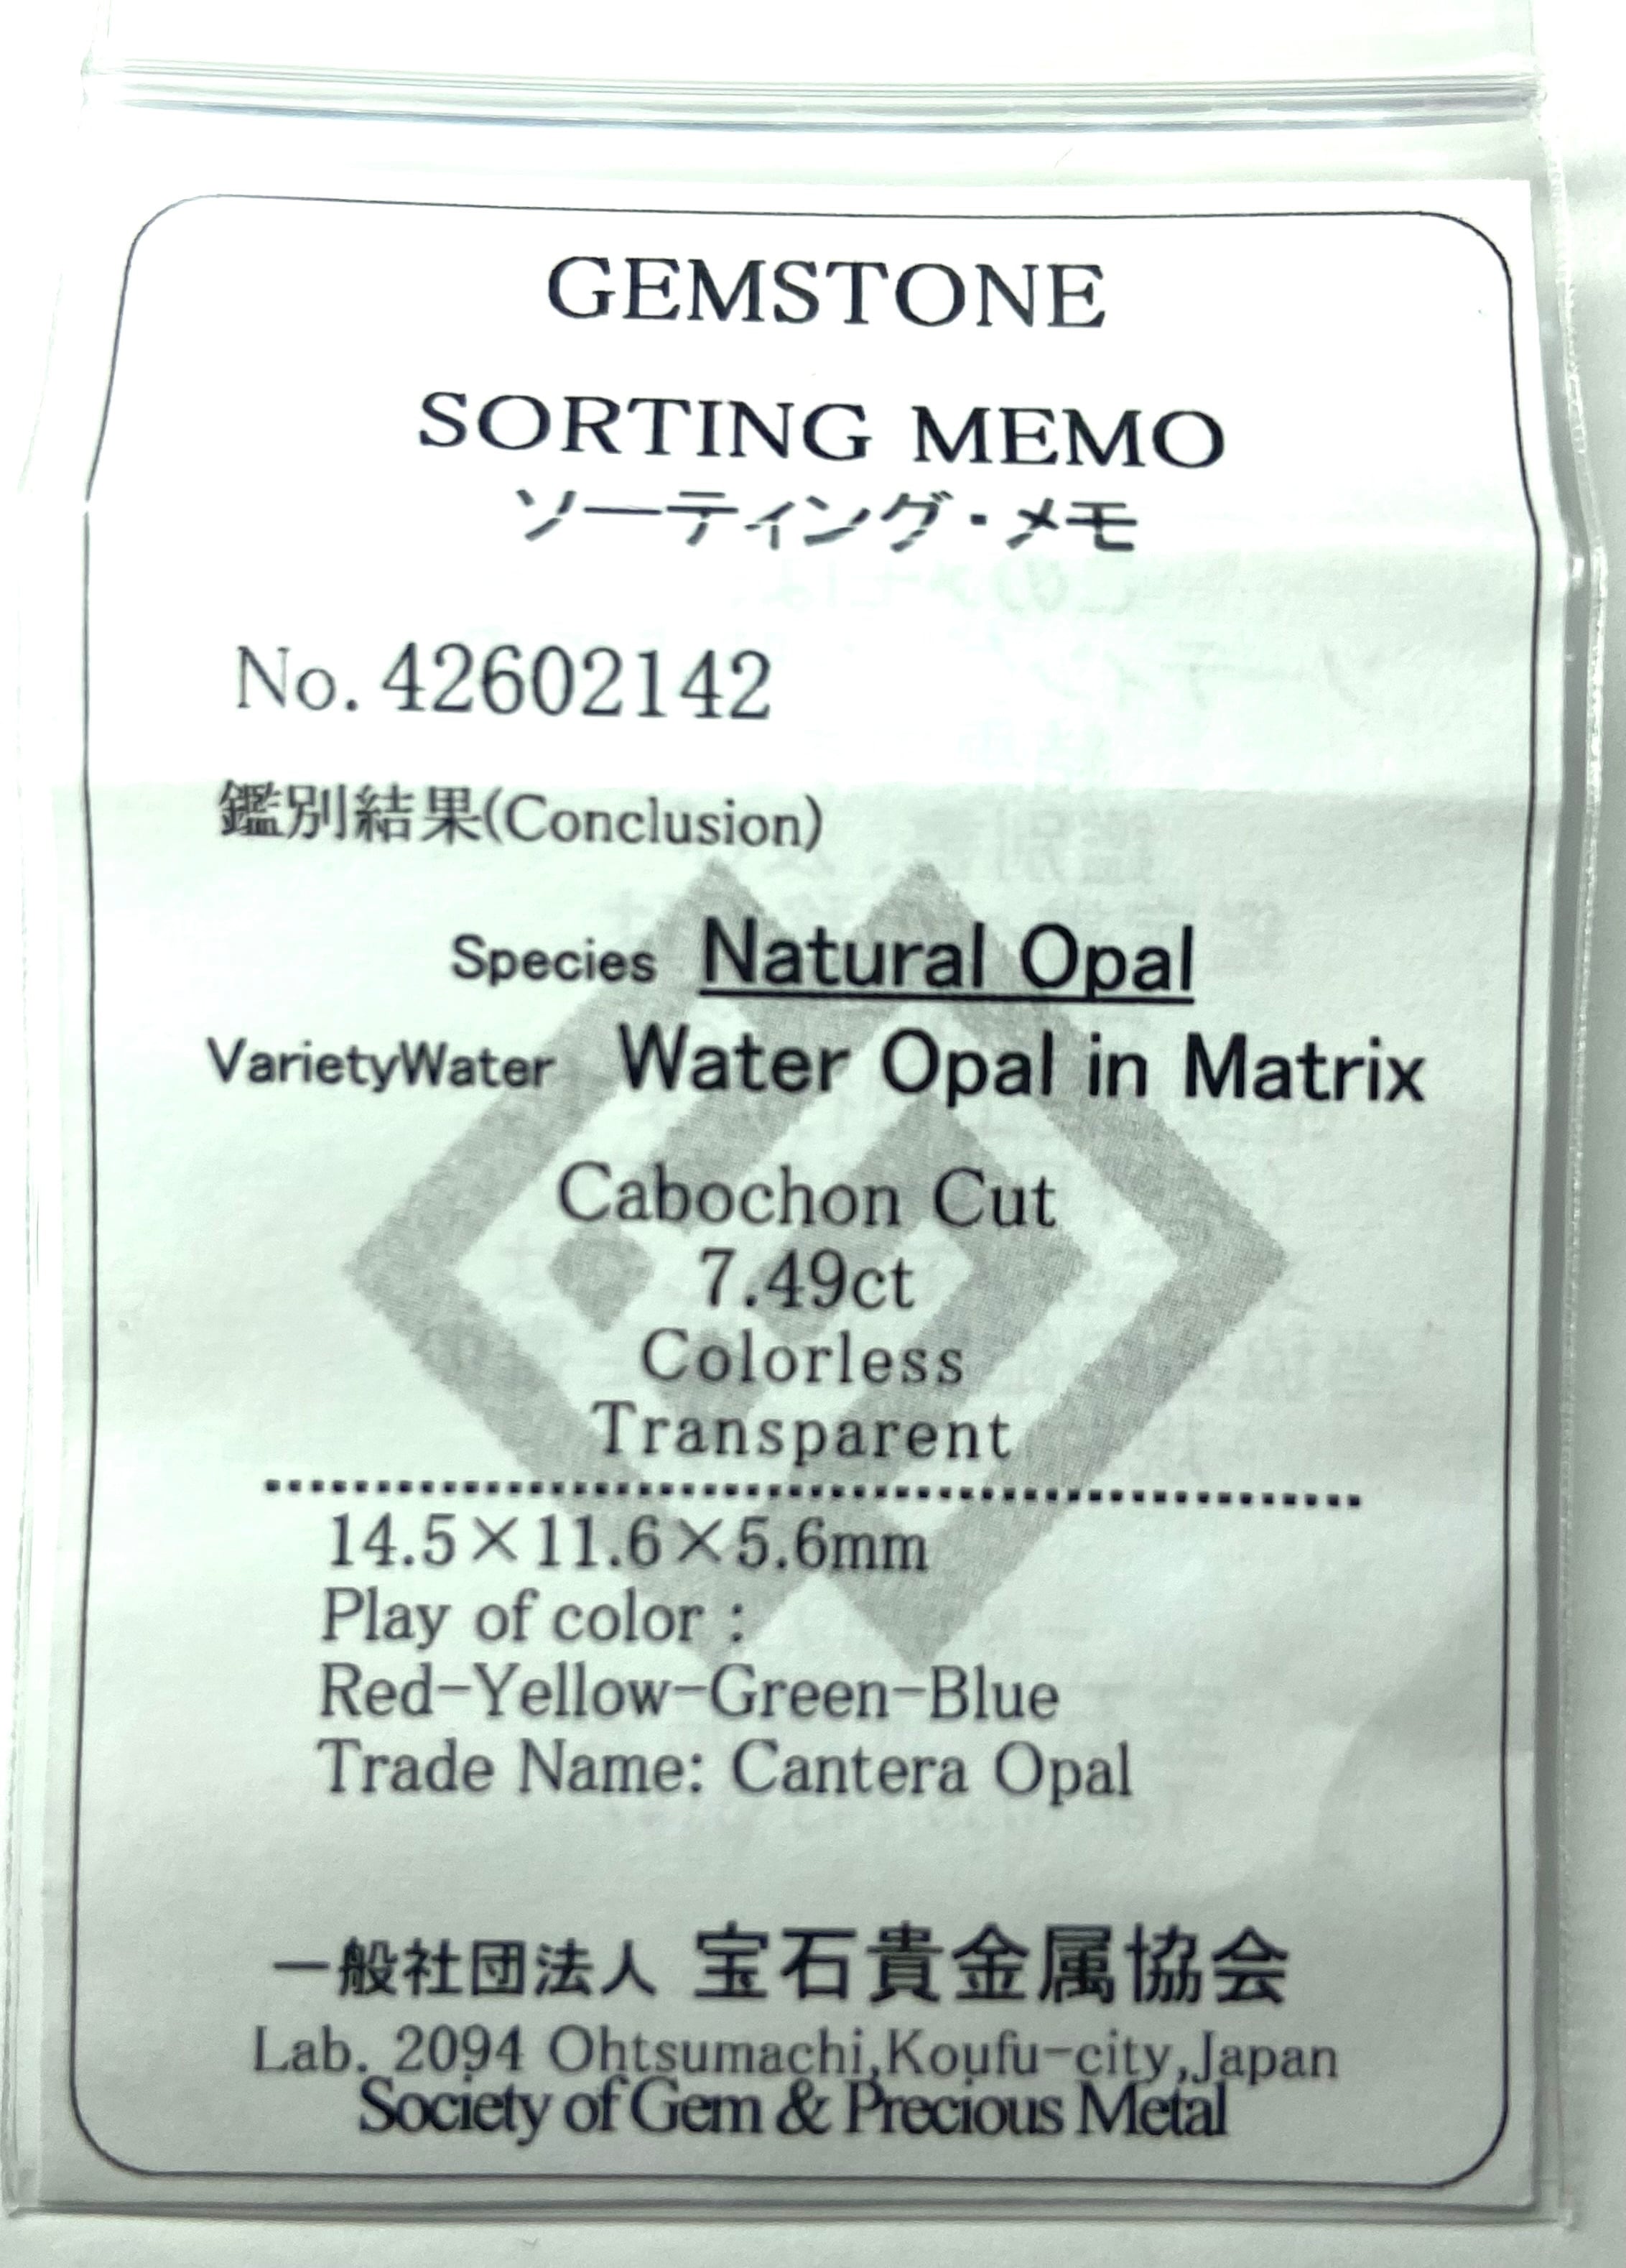 GEMSTONE
SORTING MEMO
ソーティング・メモ
No. 42602142
鑑別結果(Conclusion)
Species Natural Opal
VarietyWater Water Opal in Matrix
Cabochon Cut
7.49ct
Colorless
Transparent
14.5×11.6×5.6mm
Play of color :
Red-Yellow-Green-Blue
Trade Name: Cantera Opal
一般社団法人 宝石貴金属協会
Lab. 2094 Ohtsumachi,Koufu-city,Japan
Society of Gem & Precious Metal